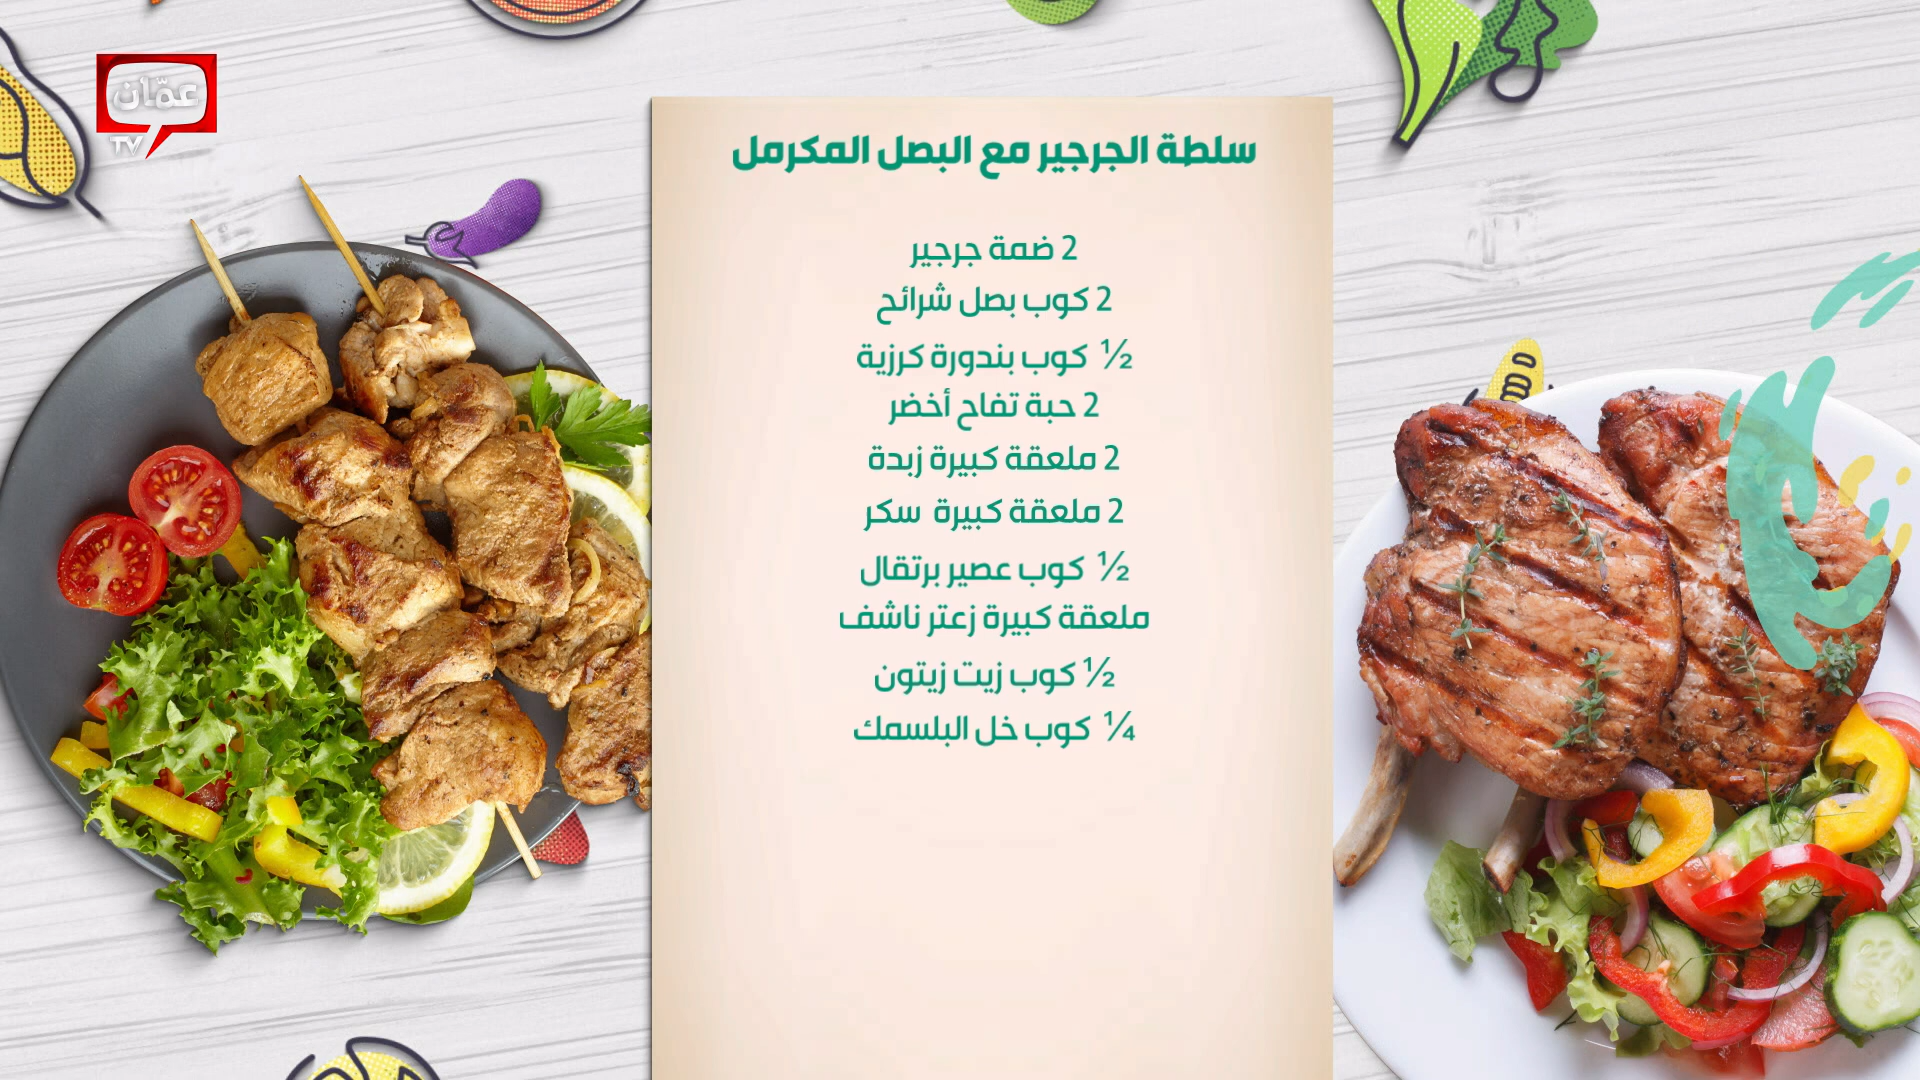 عمّان
TV
سلطة الجرجير مع البصل المكرمل
2 ضمة جرجير
2 كوب بصل شرائح
½ كوب بندورة كرزية
2 حبة تفاح أخضر
2 ملعقة كبيرة زبدة
2 ملعقة كبيرة سكر
½ كوب عصير برتقال
ملعقة كبيرة زعتر ناشف
½ كوب زيت زيتون
¼ كوب خل البلسمك